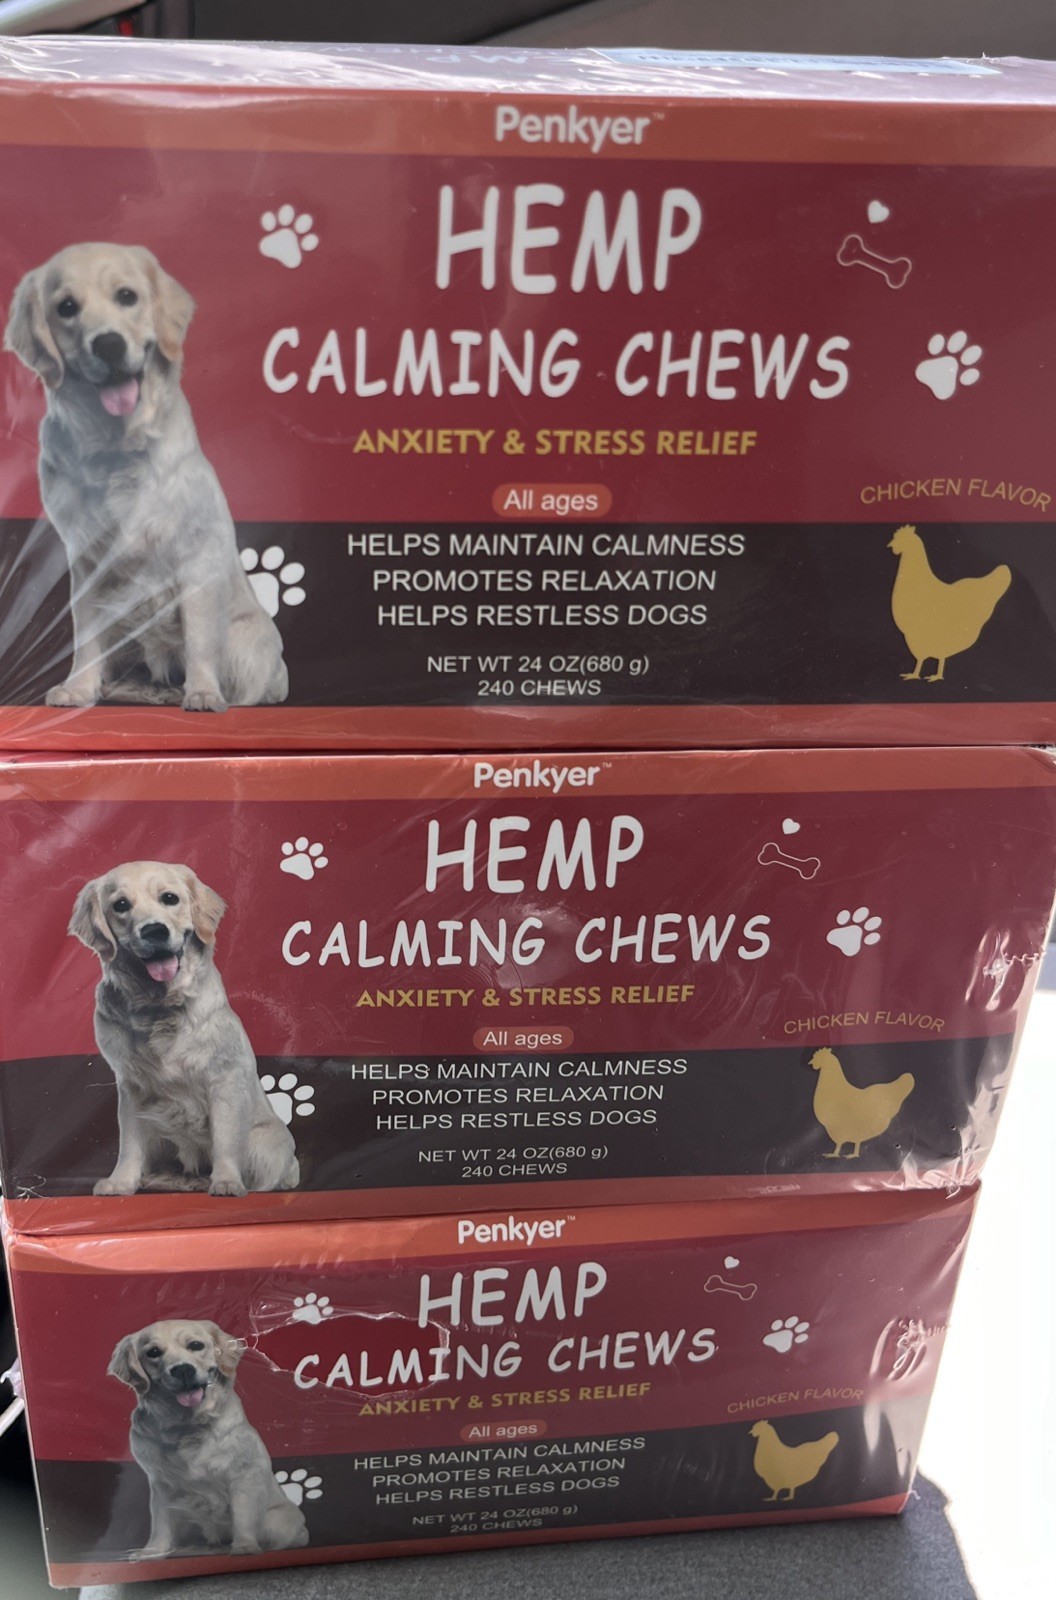 Penkyer™
HEMP
CALMING CHEWS
ANXIETY & STRESS RELIEF
All ages
CHICKEN FLAVOR
HELPS MAINTAIN CALMNESS
PROMOTES RELAXATION
HELPS RESTLESS DOGS
NET WT 24 OZ(680 g)
240 CHEWS
Penkyer™
HEMP
CALMING CHEWS
ANXIETY & STRESS RELIEF
All ages
CHICKEN FLAVOR
HELPS MAINTAIN CALMNESS
PROMOTES RELAXATION
HELPS RESTLESS DOGS
NET WT 24 OZ(680 g)
240 CHEWS
Penkyer™
HEMP
CALMING CHEWS
ANXIETY & STRESS RELIEF
All ages
CHICKEN FLAVOR
HELPS MAINTAIN CALMNESS
PROMOTES RELAXATION
HELPS RESTLESS DOGS
NET WT 24 OZ(680 g)
240 CHEWS